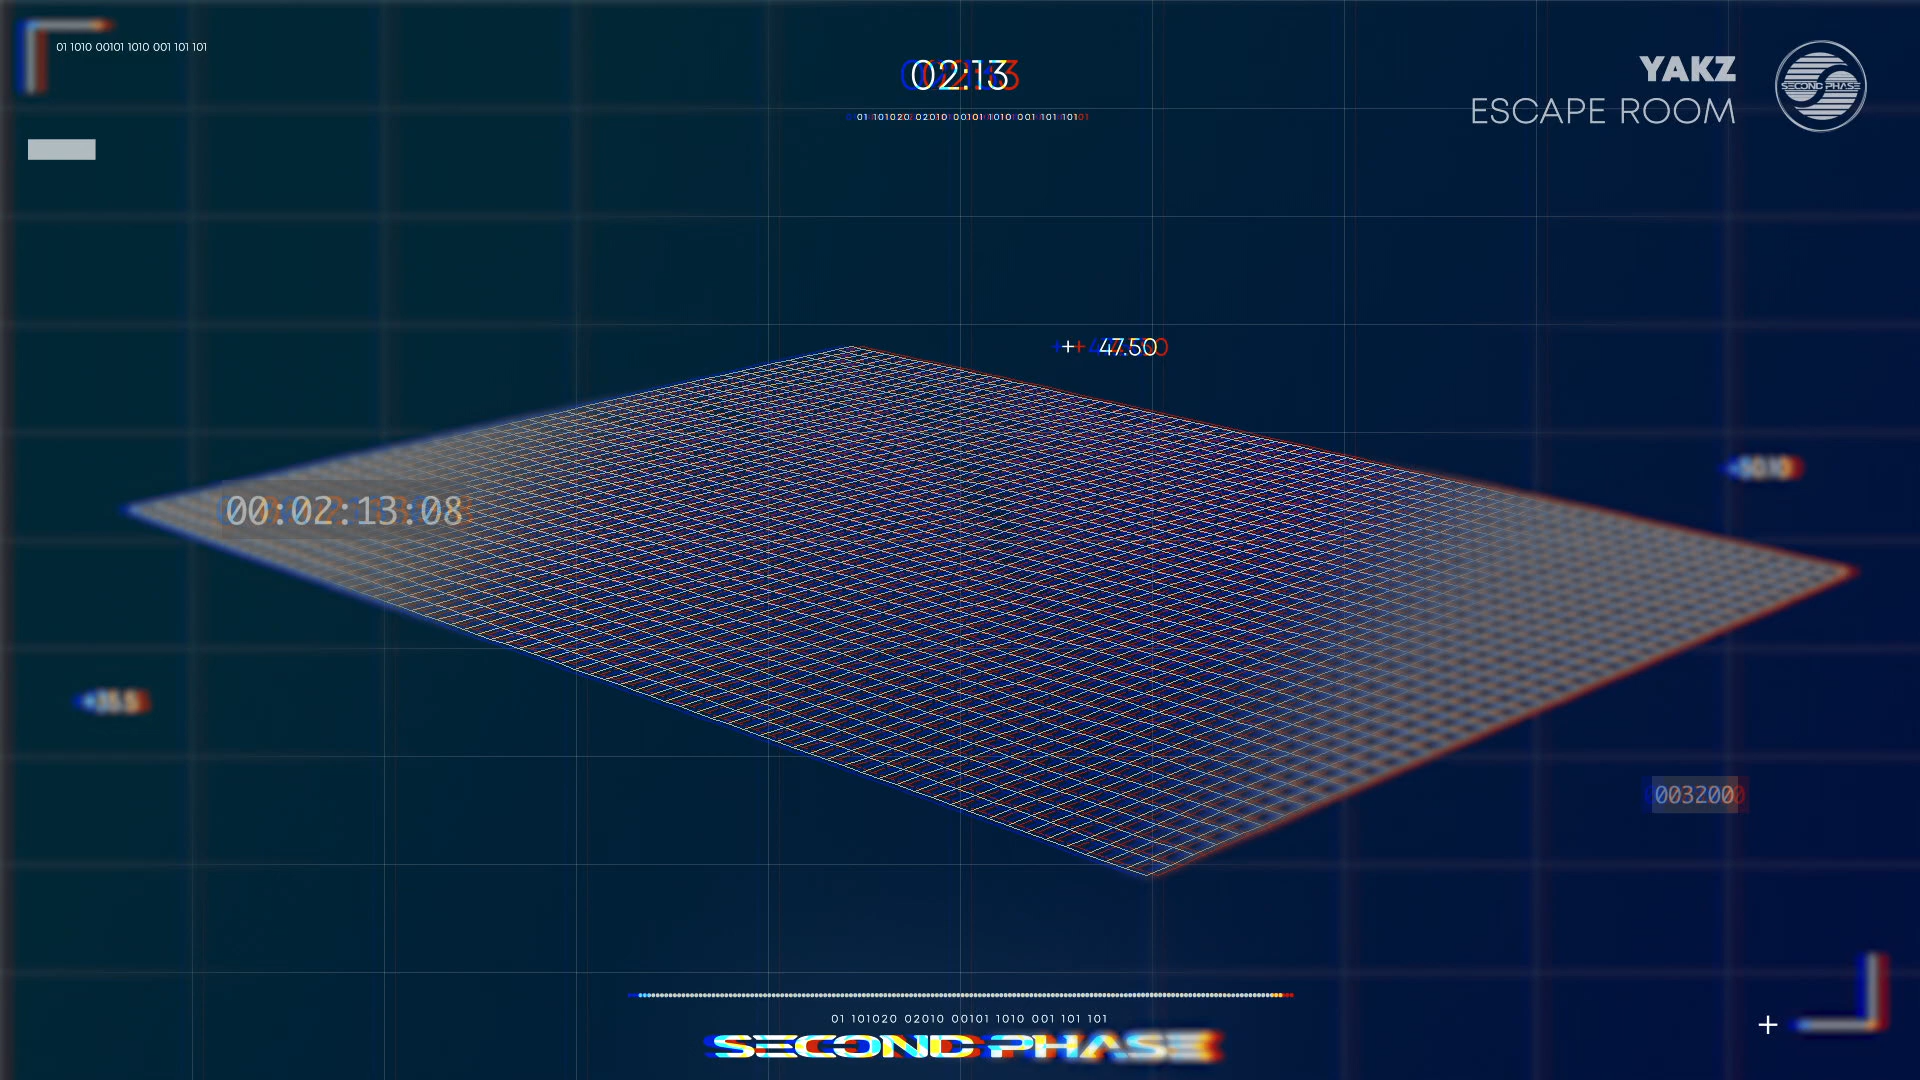 01 1010 00101 1010 001 101 101
02:13
01 101020 02010 00101 1010 001 101 101
YAKZ
ESCAPE ROOM
SECOND PHASE
+ 47.50
00:02:13:08
003200
01 101020 02010 00101 1010 001 101 101
SECOND PHASE